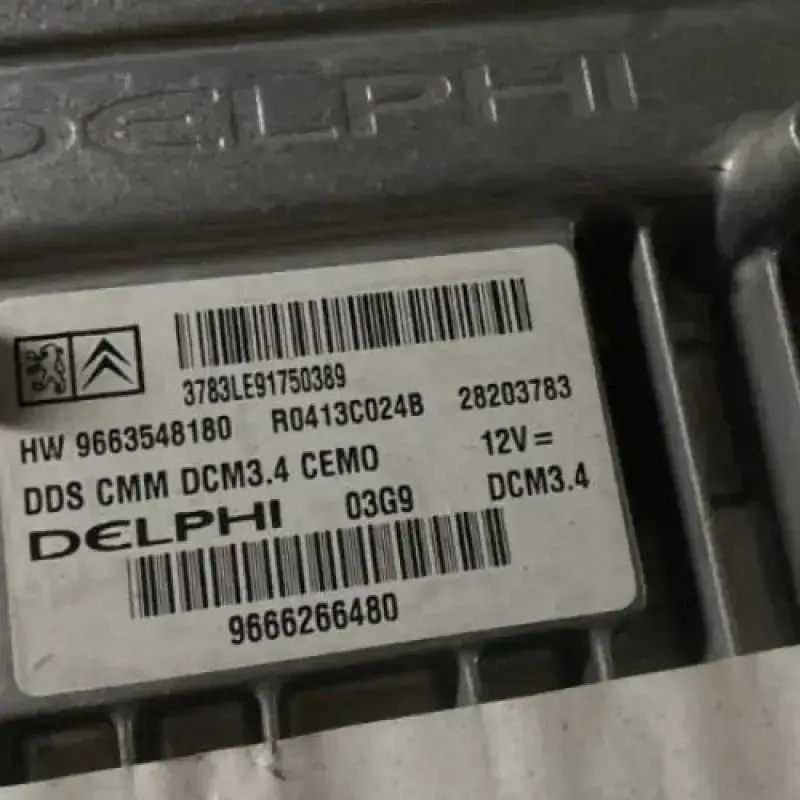 DELPHI
3783LE91750389
HW 9663548180 R0413C024B 28203783
DDS CMM DCM3.4 CEMO 12V =
DELPHI 03G9 DCM3.4
9666266480